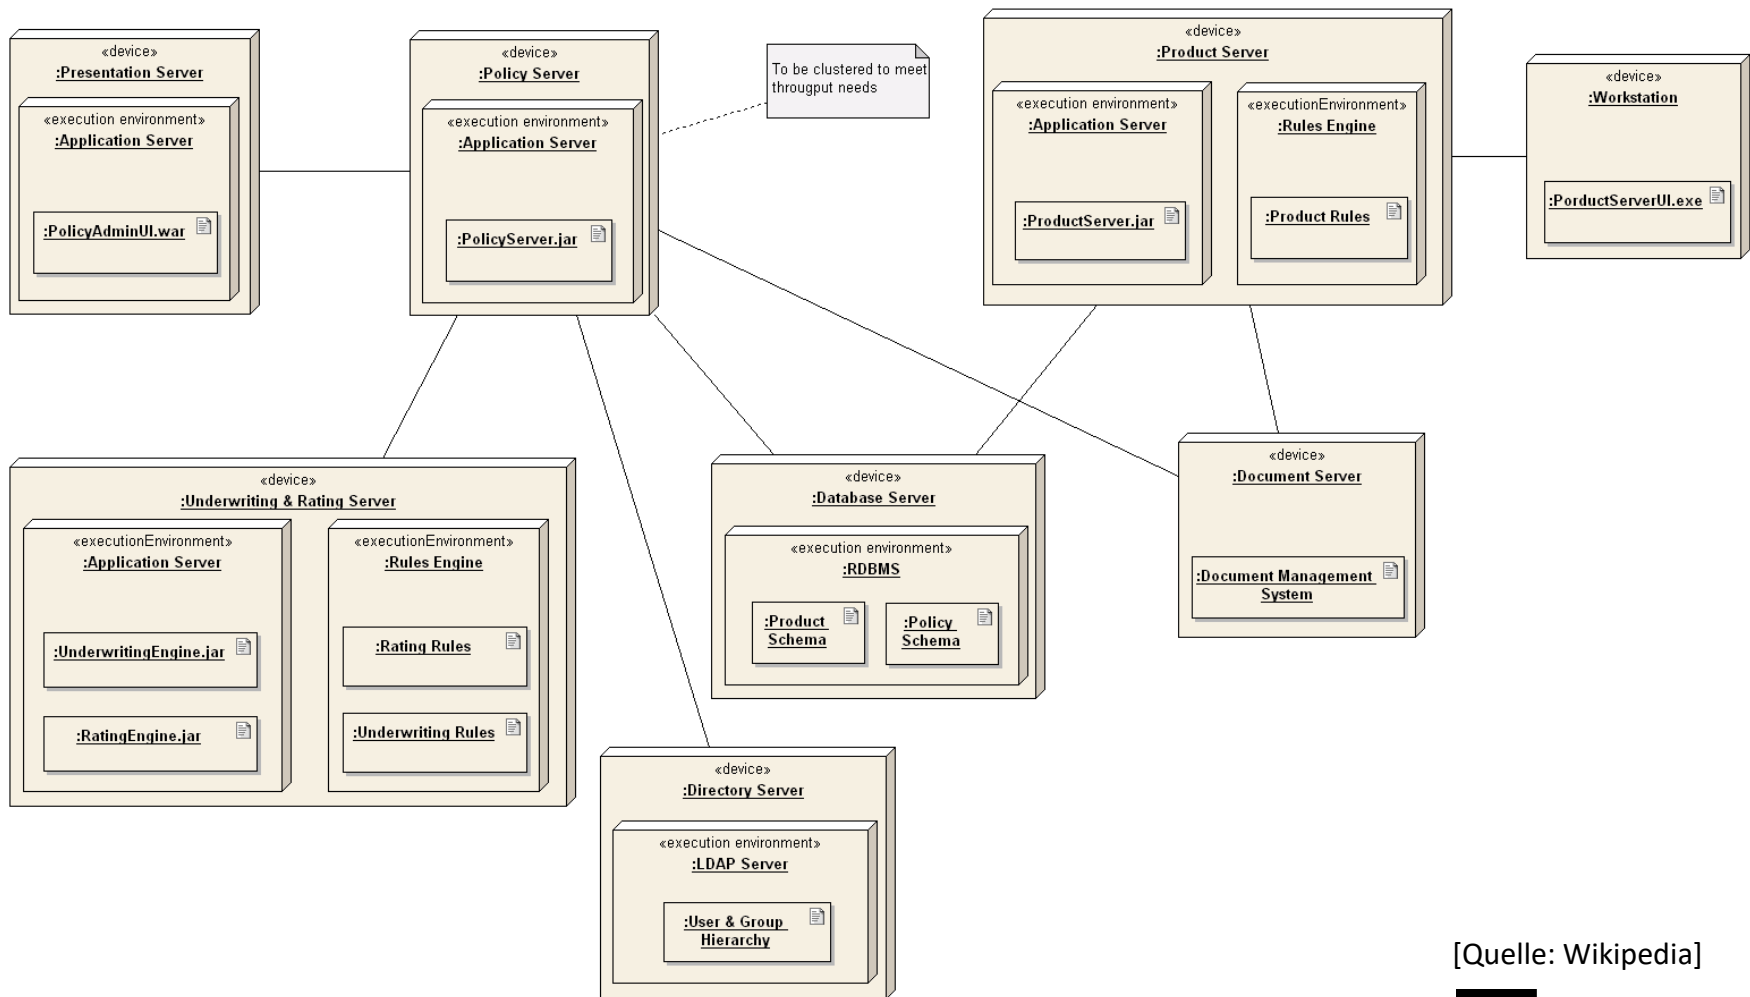 «device»
:Presentation Server
«execution environment»
:Application Server
:PolicyAdminUI.war
«device»
:Policy Server
«execution environment»
:Application Server
:PolicyServer.jar
To be clustered to meet
througput needs
«device»
:Product Server
«execution environment»
:Application Server
:ProductServer.jar
«executionEnvironment»
:Rules Engine
:Product Rules
«device»
:Workstation
:PorductServerUI.exe
«device»
:Underwriting & Rating Server
«executionEnvironment»
:Application Server
:UnderwritingEngine.jar
:RatingEngine.jar
«executionEnvironment»
:Rules Engine
:Rating Rules
:Underwriting Rules
«device»
:Database Server
«execution environment»
:RDBMS
:Product
Schema
:Policy
Schema
«device»
:Document Server
:Document Management
System
«device»
:Directory Server
«execution environment»
:LDAP Server
:User & Group
Hierarchy
[Quelle: Wikipedia]